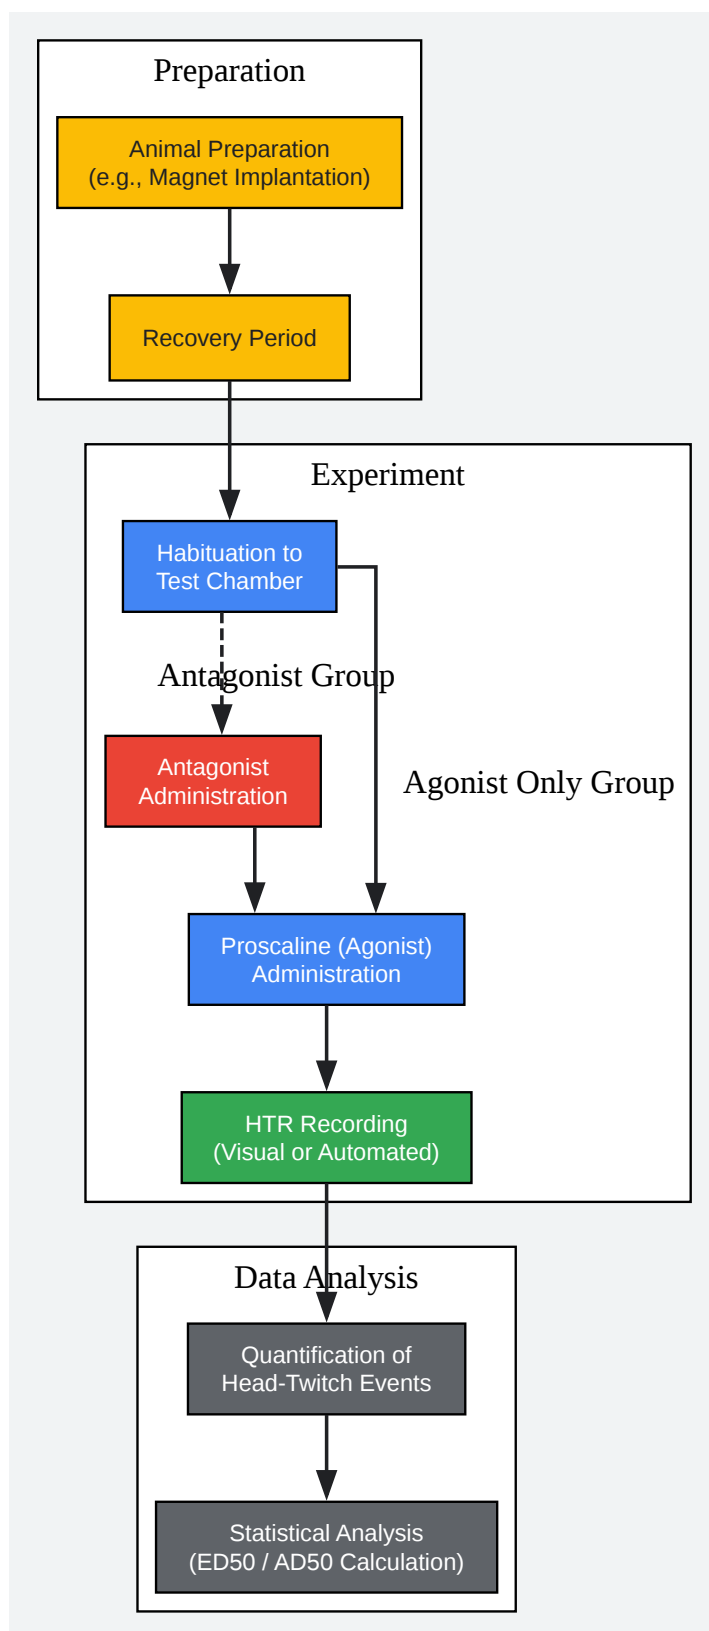 Preparation
Animal Preparation
(e.g., Magnet Implantation)
Recovery Period
Experiment
Habituation to
Test Chamber
Antagonist Group
Antagonist
Administration
Agonist Only Group
Proscaline (Agonist)
Administration
HTR Recording
(Visual or Automated)
Data Analysis
Quantification of
Head-Twitch Events
Statistical Analysis
(ED50 / AD50 Calculation)